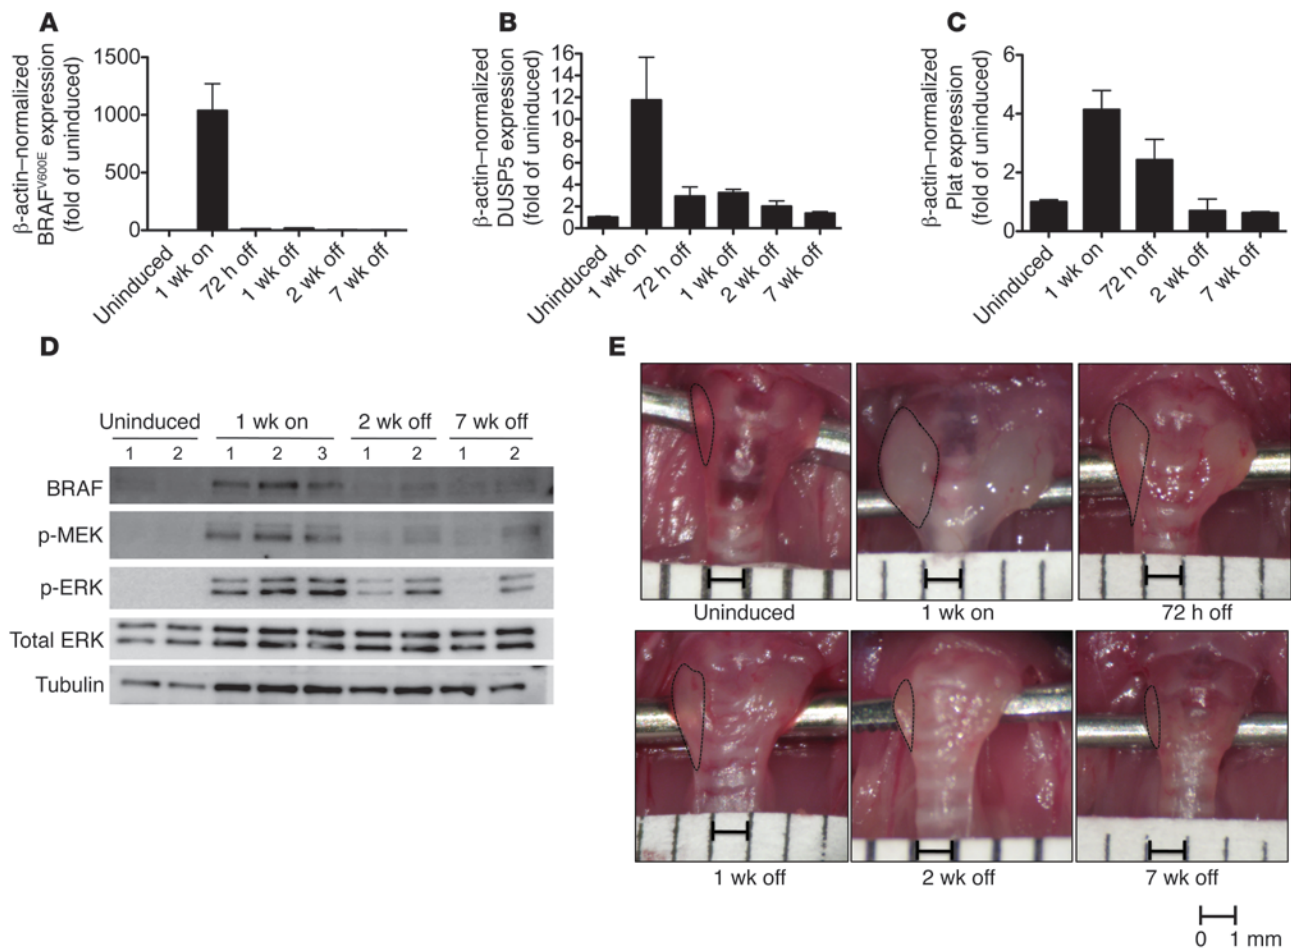 A
β-actin–normalized
BRAFV600E expression
(fold of uninduced)
1500
1000
500
0
Uninduced
1 wk on
72 h off
1 wk off
2 wk off
7 wk off
B
β-actin–normalized
DUSP5 expression
(fold of uninduced)
16
14
12
10
8
6
4
2
0
Uninduced
1 wk on
72 h off
1 wk off
2 wk off
7 wk off
C
β-actin–normalized
Plat expression
(fold of uninduced)
6
4
2
0
Uninduced
1 wk on
72 h off
2 wk off
7 wk off
D
Uninduced 1 wk on 2 wk off 7 wk off
1 2 1 2 3 1 2 1 2
BRAF
p-MEK
p-ERK
Total ERK
Tubulin
E
Uninduced 1 wk on 72 h off
1 wk off 2 wk off 7 wk off
0 1 mm